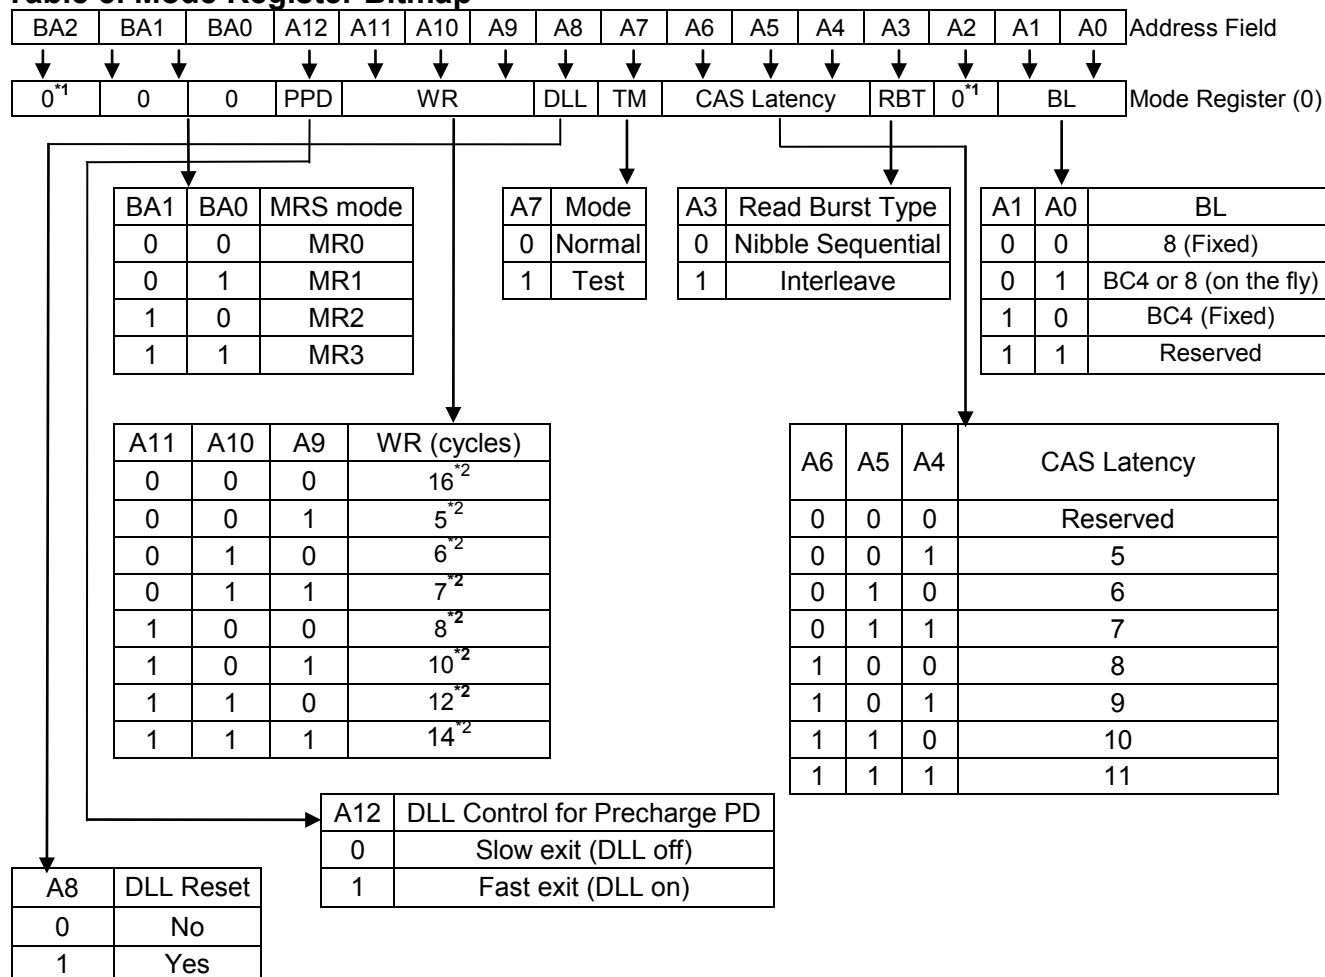 Table 5. Mode Register Bitmap
BA2 BA1 BA0 A12 A11 A10 A9 A8 A7 A6 A5 A4 A3 A2 A1 A0 Address Field
0*1 0 0 PPD WR DLL TM CAS Latency RBT 0*1 BL Mode Register (0)
BA1 BA0 MRS mode
0 0 MR0
0 1 MR1
1 0 MR2
1 1 MR3
A7 Mode
0 Normal
1 Test
A3 Read Burst Type
0 Nibble Sequential
1 Interleave
A1 A0 BL
0 0 8 (Fixed)
0 1 BC4 or 8 (on the fly)
1 0 BC4 (Fixed)
1 1 Reserved
A11 A10 A9 WR (cycles)
0 0 0 16*2
0 0 1 5*2
0 1 0 6*2
0 1 1 7*2
1 0 0 8*2
1 0 1 10*2
1 1 0 12*2
1 1 1 14*2
A6 A5 A4 CAS Latency
0 0 0 Reserved
0 0 1 5
0 1 0 6
0 1 1 7
1 0 0 8
1 0 1 9
1 1 0 10
1 1 1 11
A12 DLL Control for Precharge PD
0 Slow exit (DLL off)
1 Fast exit (DLL on)
A8 DLL Reset
0 No
1 Yes